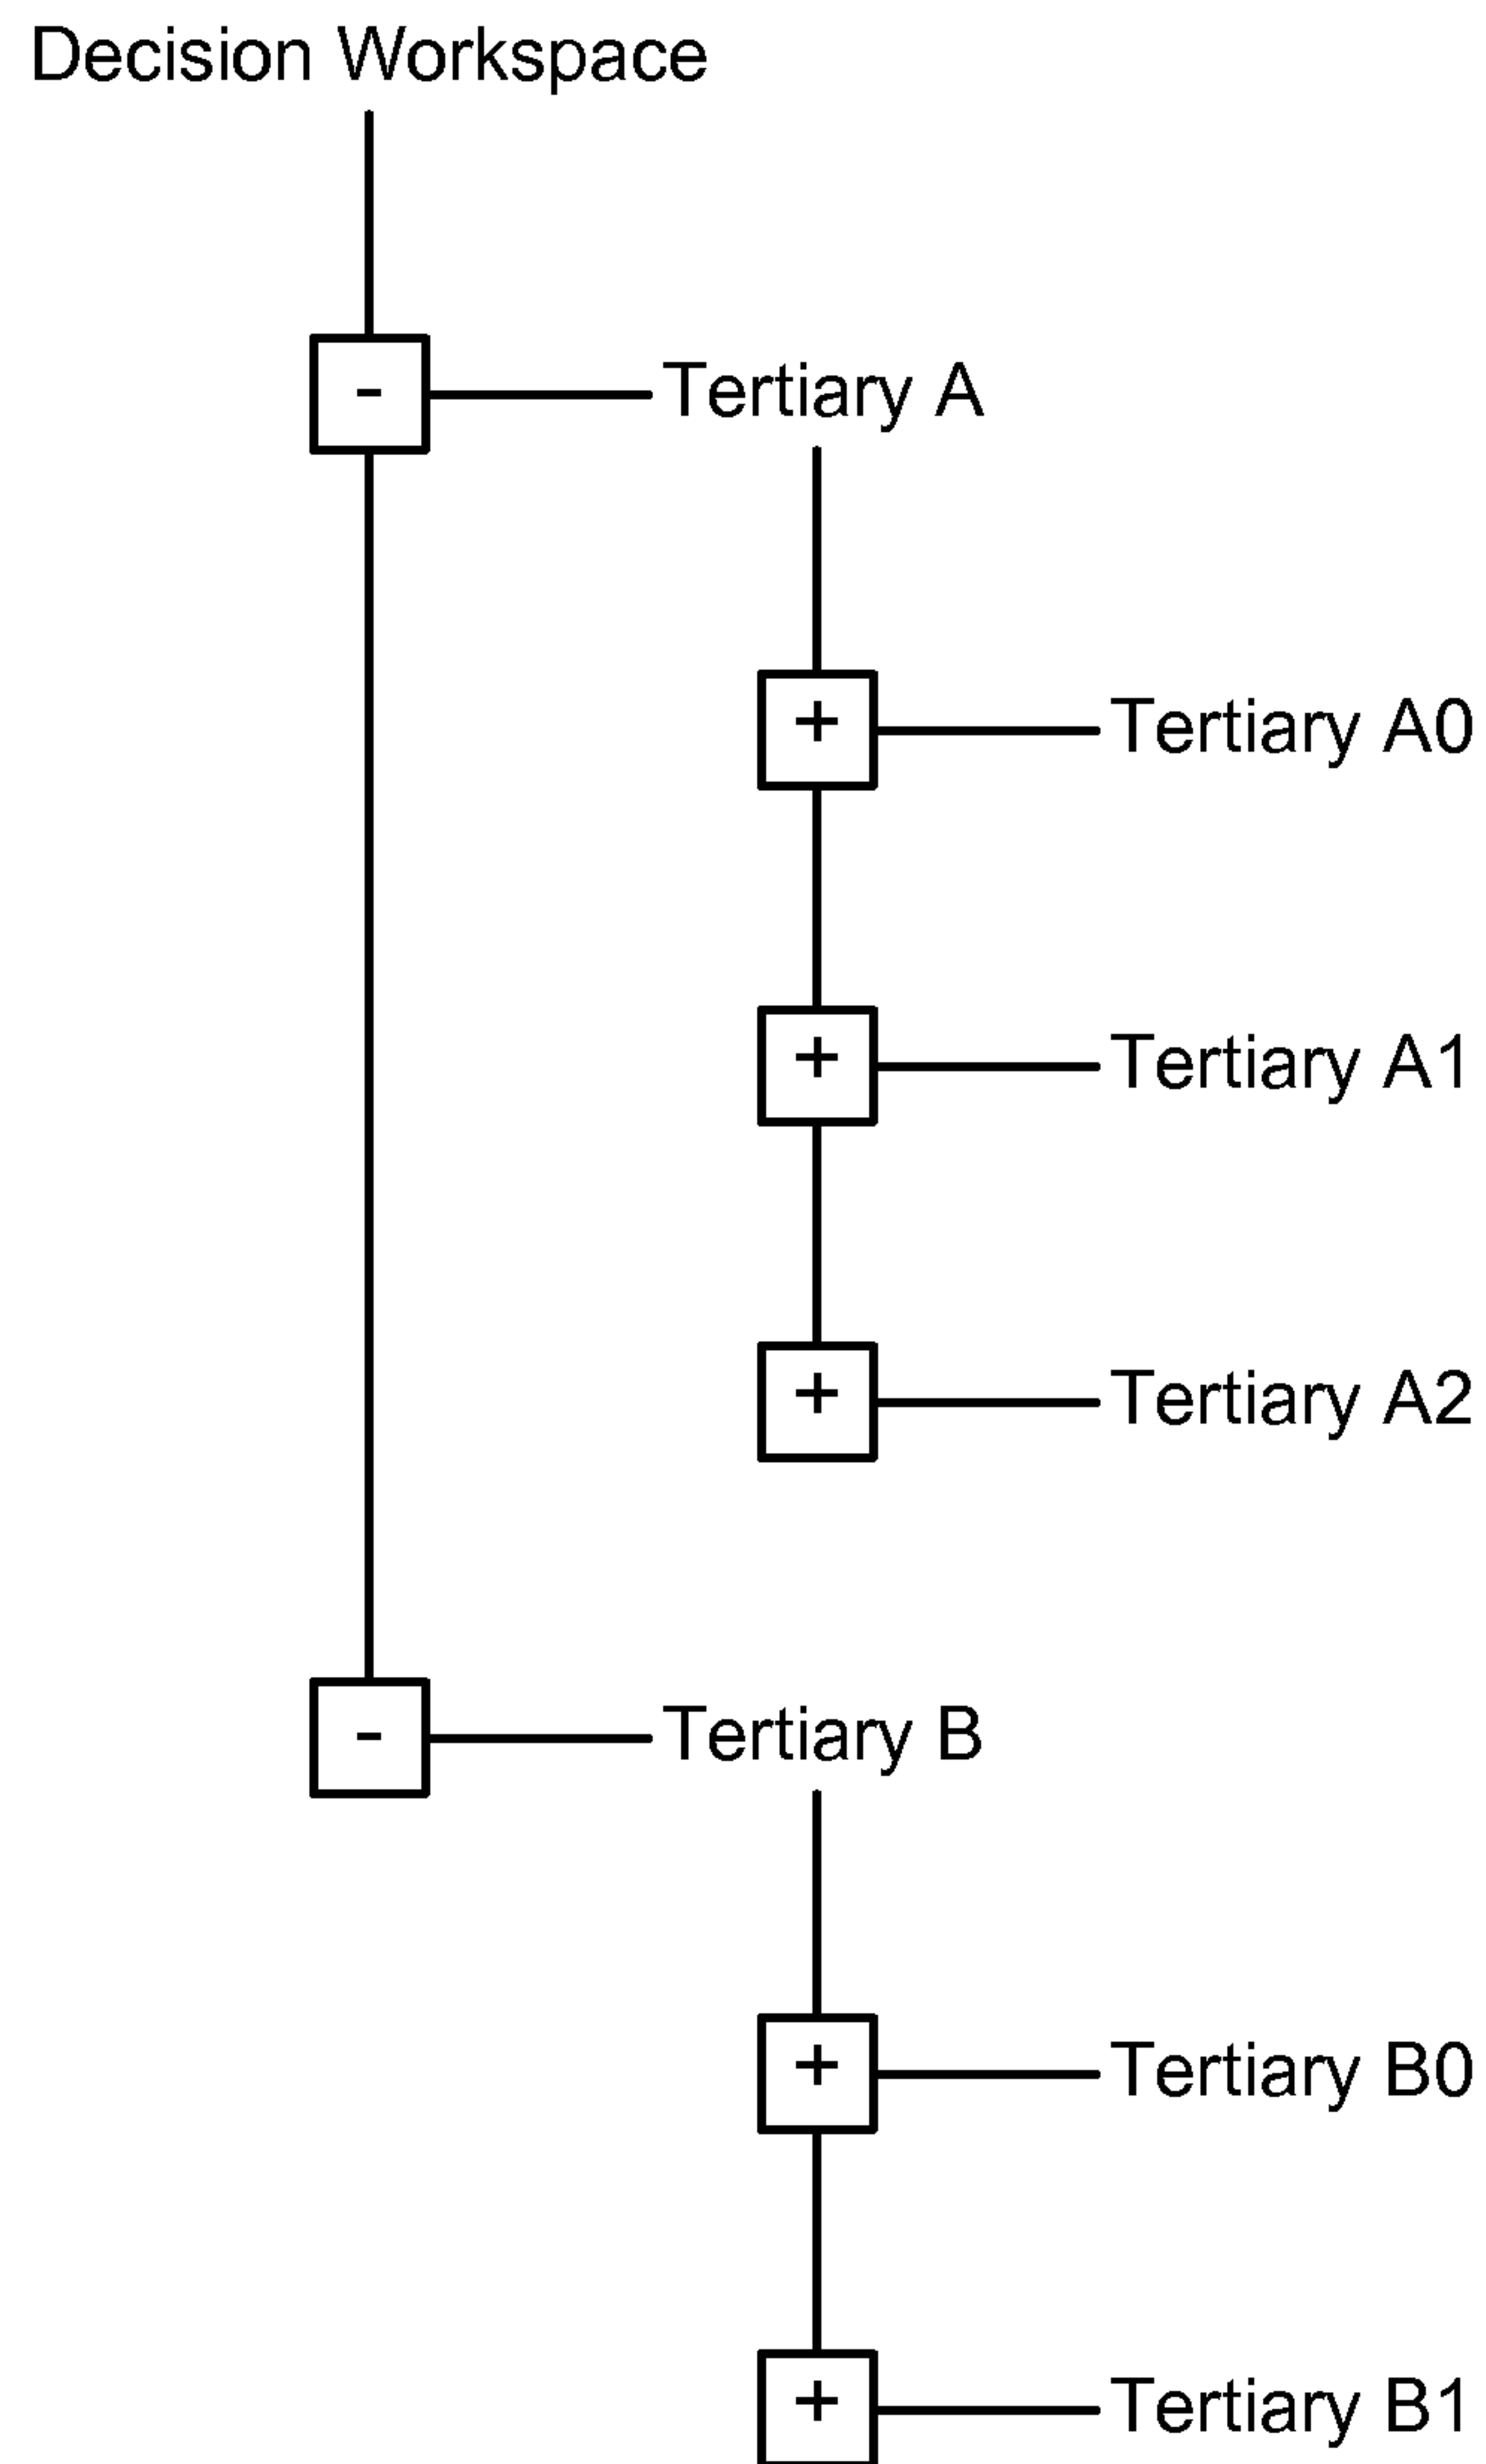 Decision Workspace
- Tertiary A
+ Tertiary A0
+ Tertiary A1
+ Tertiary A2
- Tertiary B
+ Tertiary B0
+ Tertiary B1